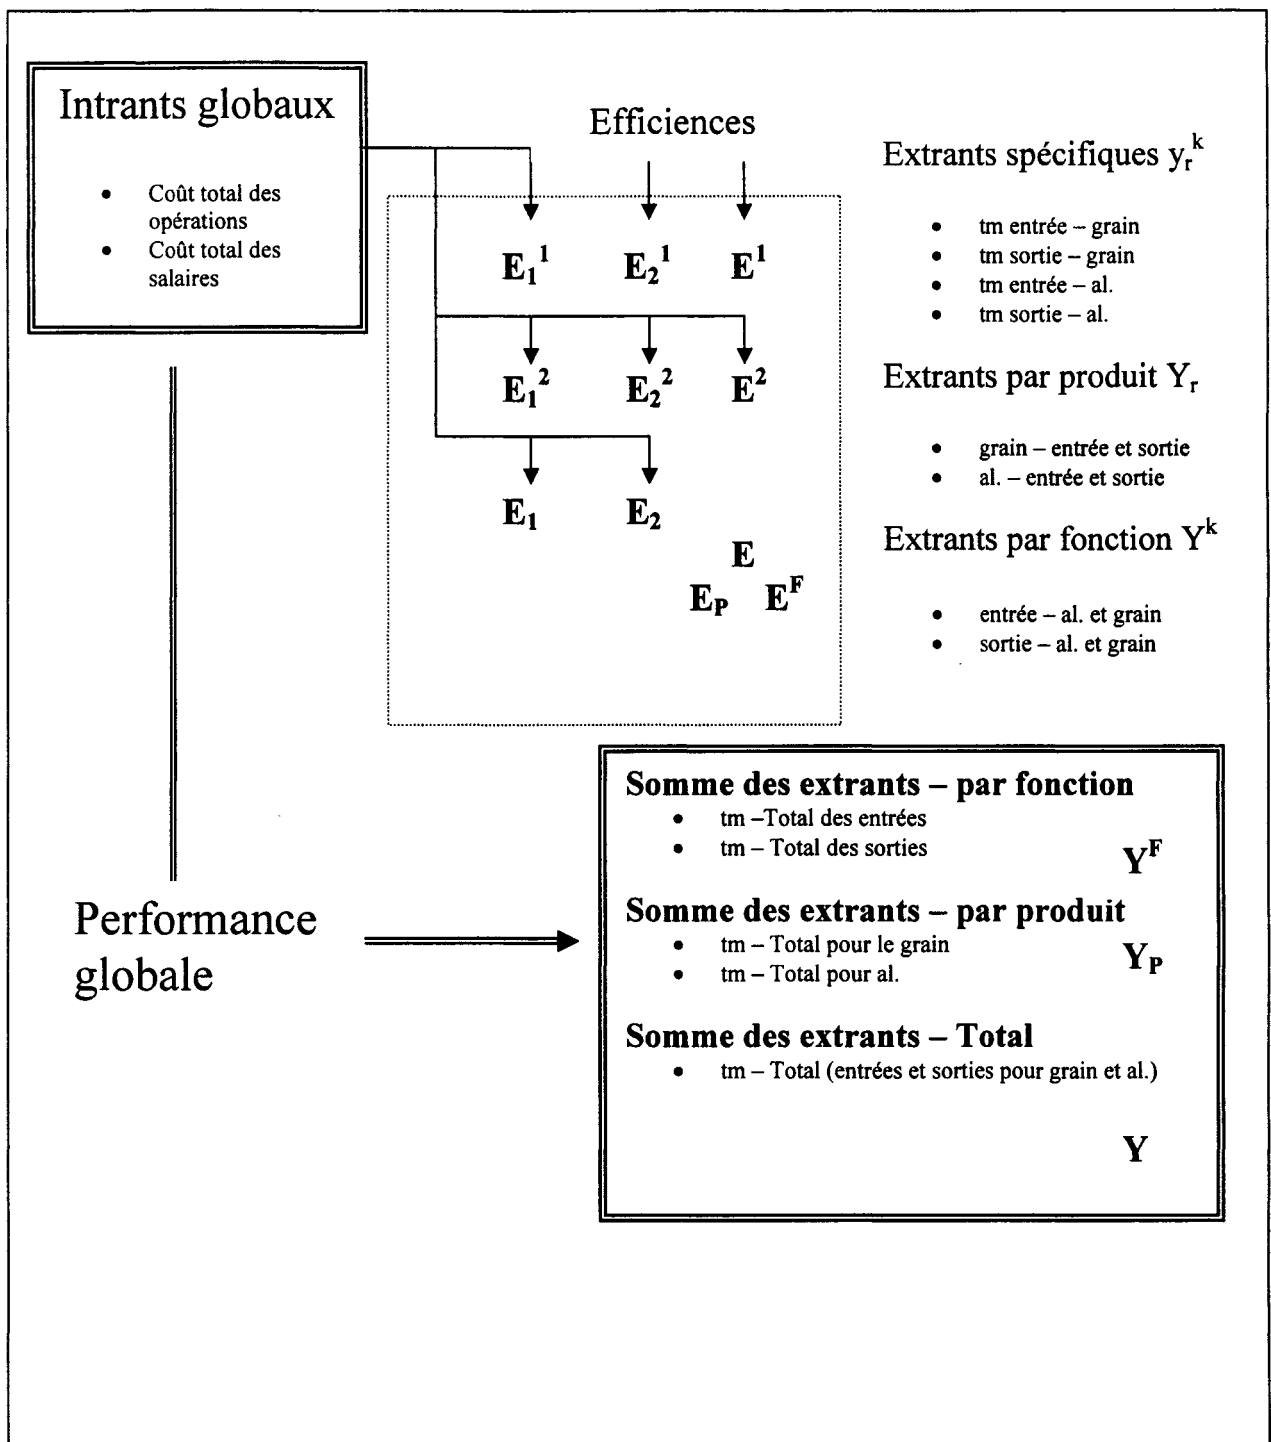 Intrants globaux
• Coût total des
opérations
• Coût total des
salaires
Efficiences
E₁¹ E₂¹ E¹
E₁² E₂² E²
E₁ E₂
E
E_P E^F
Extrants spécifiques y_r^k
• tm entrée – grain
• tm sortie – grain
• tm entrée – al.
• tm sortie – al.
Extrants par produit Y_r
• grain – entrée et sortie
• al. – entrée et sortie
Extrants par fonction Y^k
• entrée – al. et grain
• sortie – al. et grain
Performance
globale
Somme des extrants – par fonction
• tm –Total des entrées
• tm – Total des sorties
Y^F
Somme des extrants – par produit
• tm – Total pour le grain
• tm – Total pour al.
Y_P
Somme des extrants – Total
• tm – Total (entrées et sorties pour grain et al.)
Y